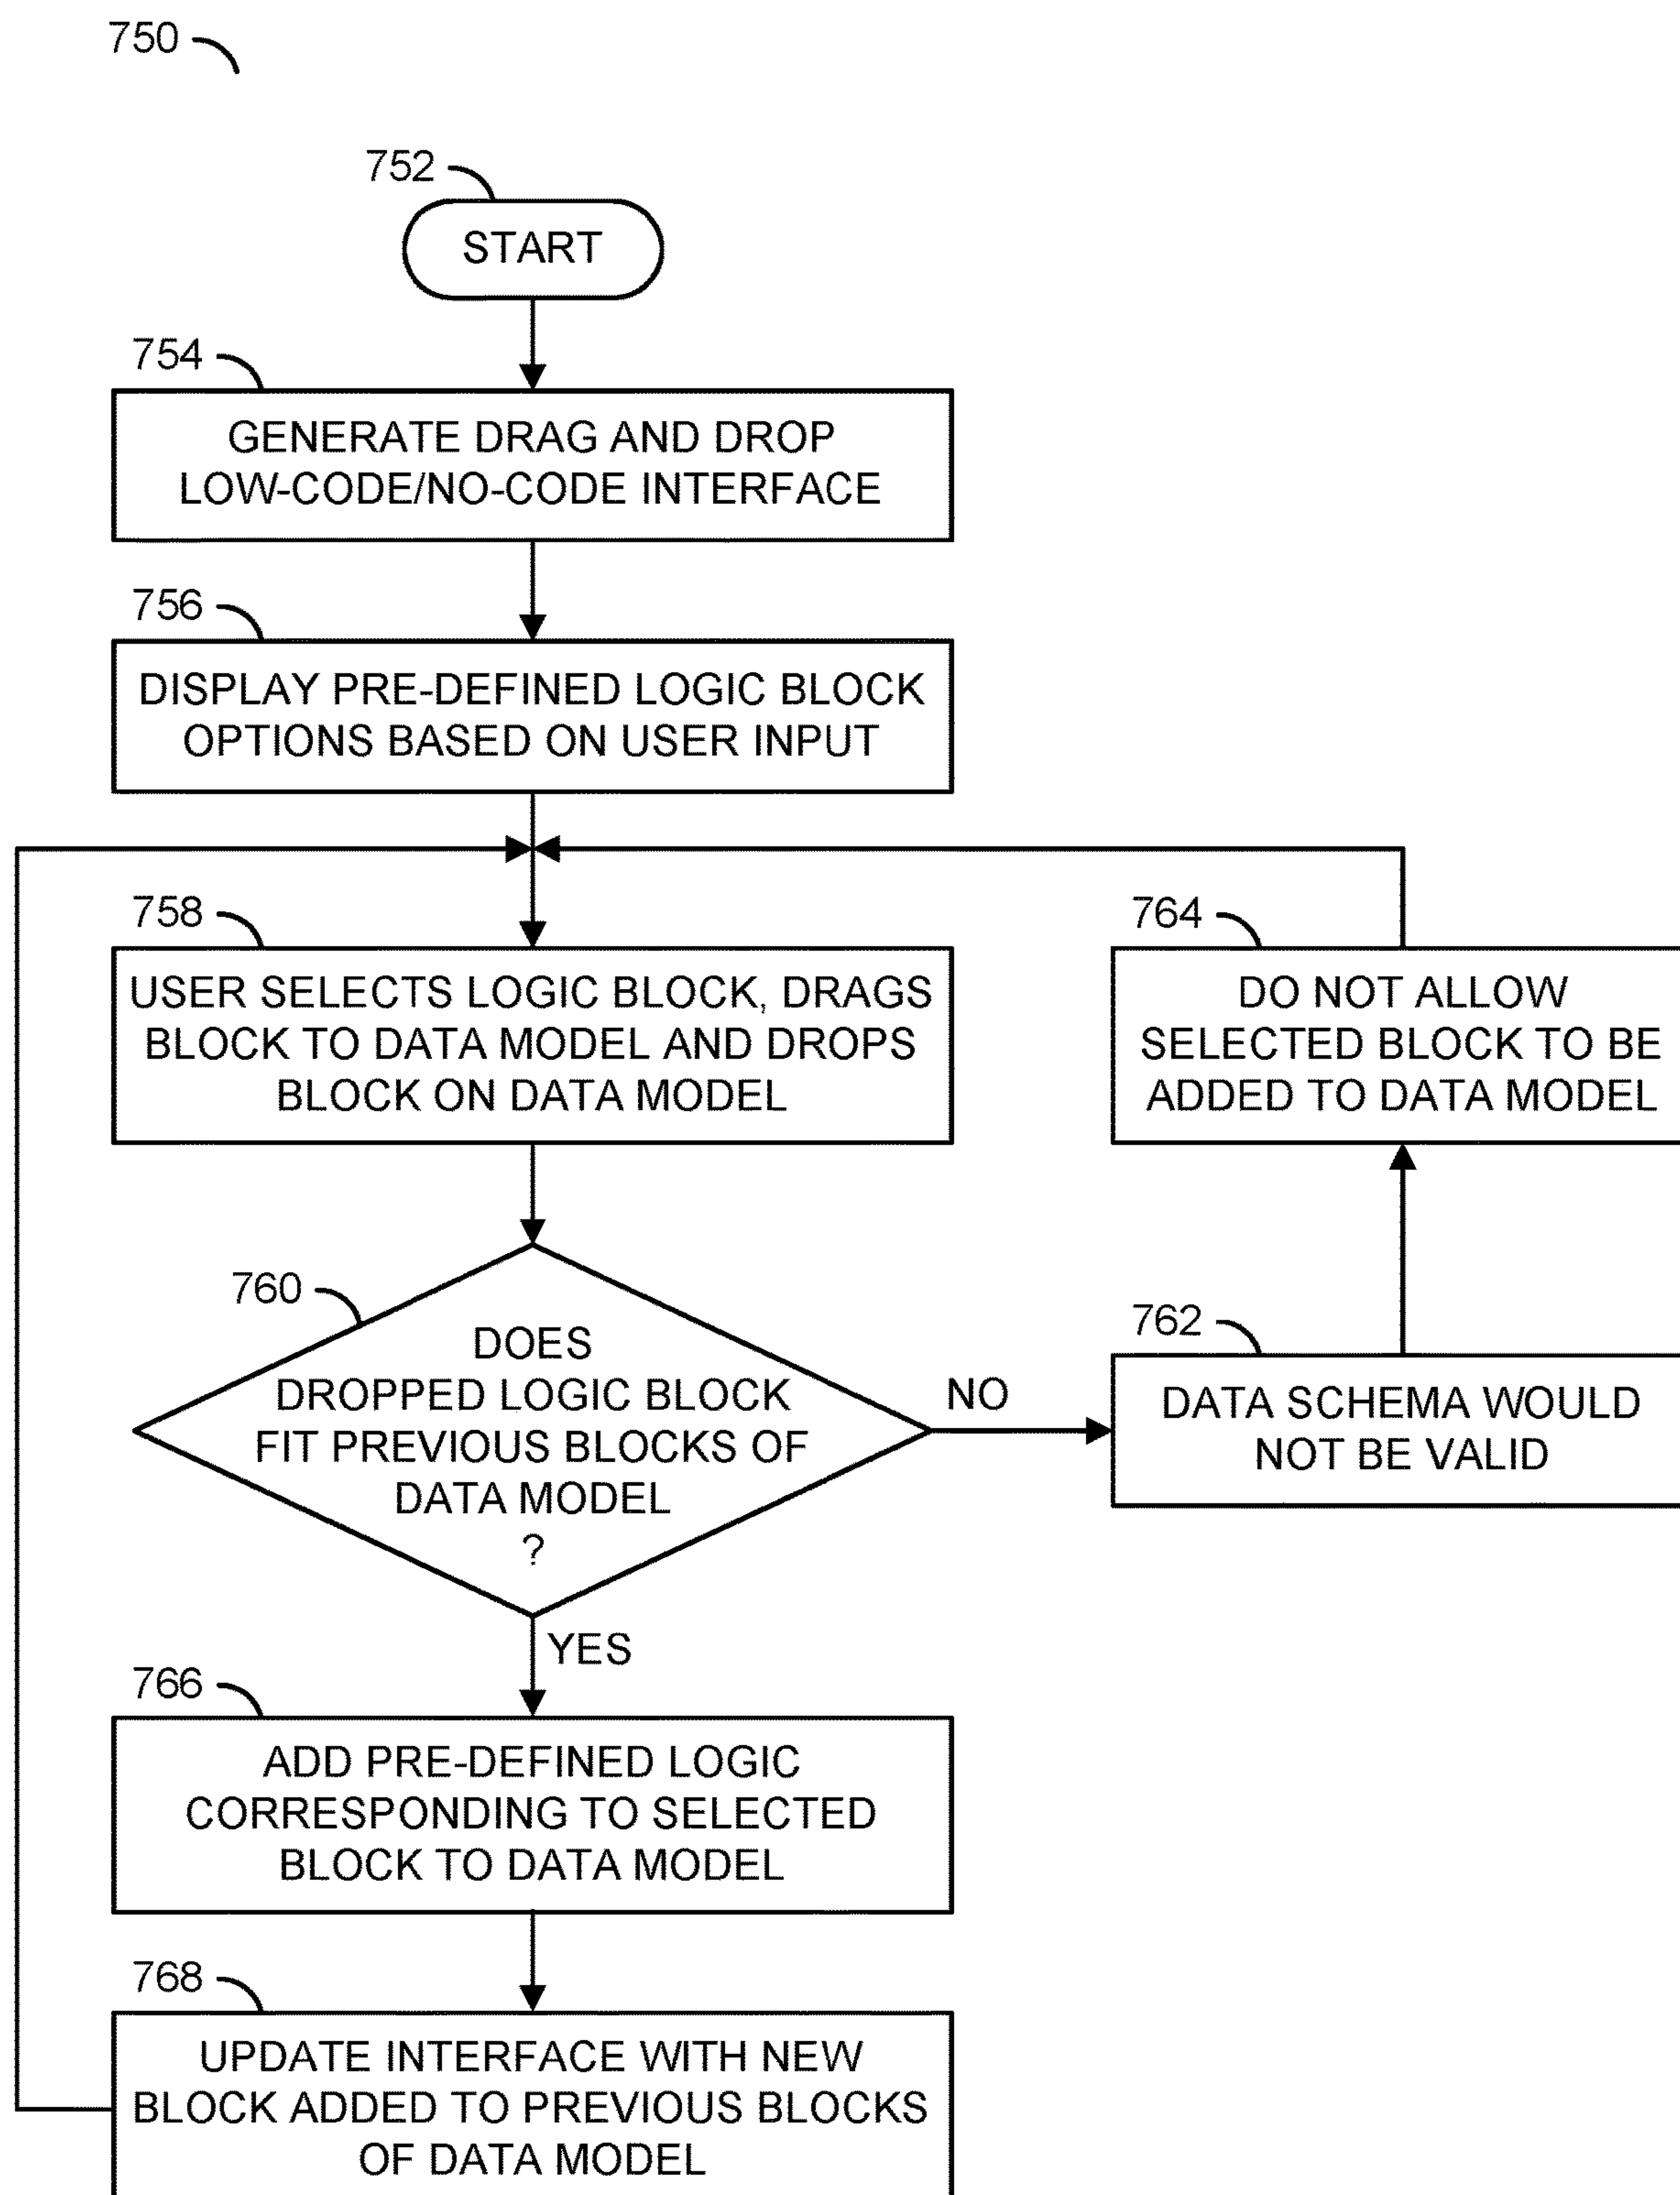 750
752
START
754
GENERATE DRAG AND DROP
LOW-CODE/NO-CODE INTERFACE
756
DISPLAY PRE-DEFINED LOGIC BLOCK
OPTIONS BASED ON USER INPUT
758
USER SELECTS LOGIC BLOCK, DRAGS
BLOCK TO DATA MODEL AND DROPS
BLOCK ON DATA MODEL
764
DO NOT ALLOW
SELECTED BLOCK TO BE
ADDED TO DATA MODEL
760
DOES
DROPPED LOGIC BLOCK
FIT PREVIOUS BLOCKS OF
DATA MODEL
?
NO
762
DATA SCHEMA WOULD
NOT BE VALID
YES
766
ADD PRE-DEFINED LOGIC
CORRESPONDING TO SELECTED
BLOCK TO DATA MODEL
768
UPDATE INTERFACE WITH NEW
BLOCK ADDED TO PREVIOUS BLOCKS
OF DATA MODEL